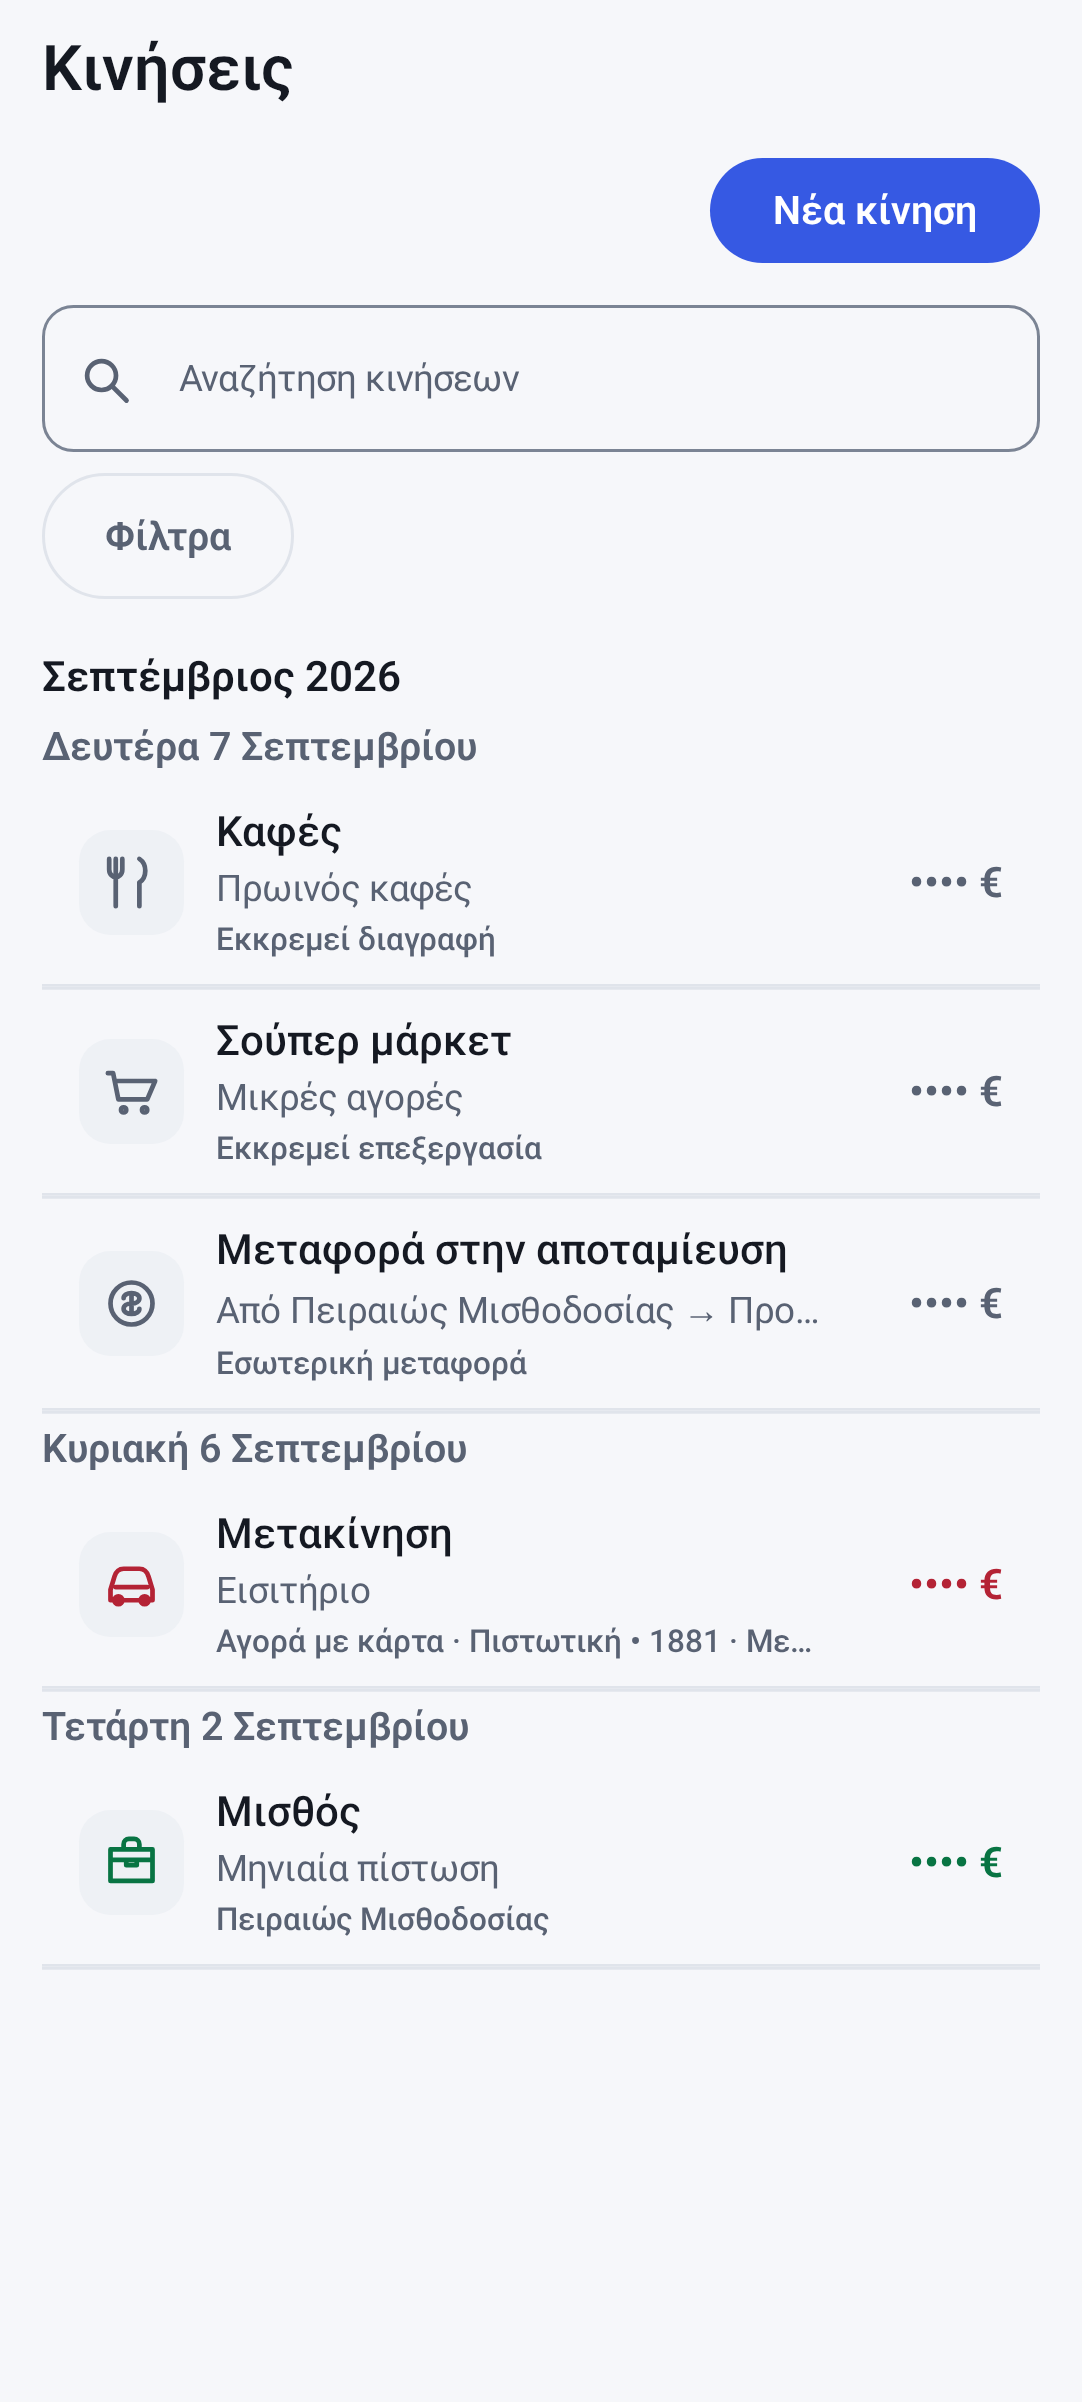 Κινήσεις
Νέα κίνηση
Αναζήτηση κινήσεων
Φίλτρα
Σεπτέμβριος 2026
Δευτέρα 7 Σεπτεμβρίου
Καφές
Πρωινός καφές
•••• €
Εκκρεμεί διαγραφή
Σούπερ μάρκετ
Μικρές αγορές
•••• €
Εκκρεμεί επεξεργασία
Μεταφορά στην αποταμίευση
Από Πειραιώς Μισθοδοσίας → Προ…
•••• €
Εσωτερική μεταφορά
Κυριακή 6 Σεπτεμβρίου
Μετακίνηση
Εισιτήριο
•••• €
Αγορά με κάρτα · Πιστωτική • 1881 · Με…
Τετάρτη 2 Σεπτεμβρίου
Μισθός
Μηνιαία πίστωση
•••• €
Πειραιώς Μισθοδοσίας